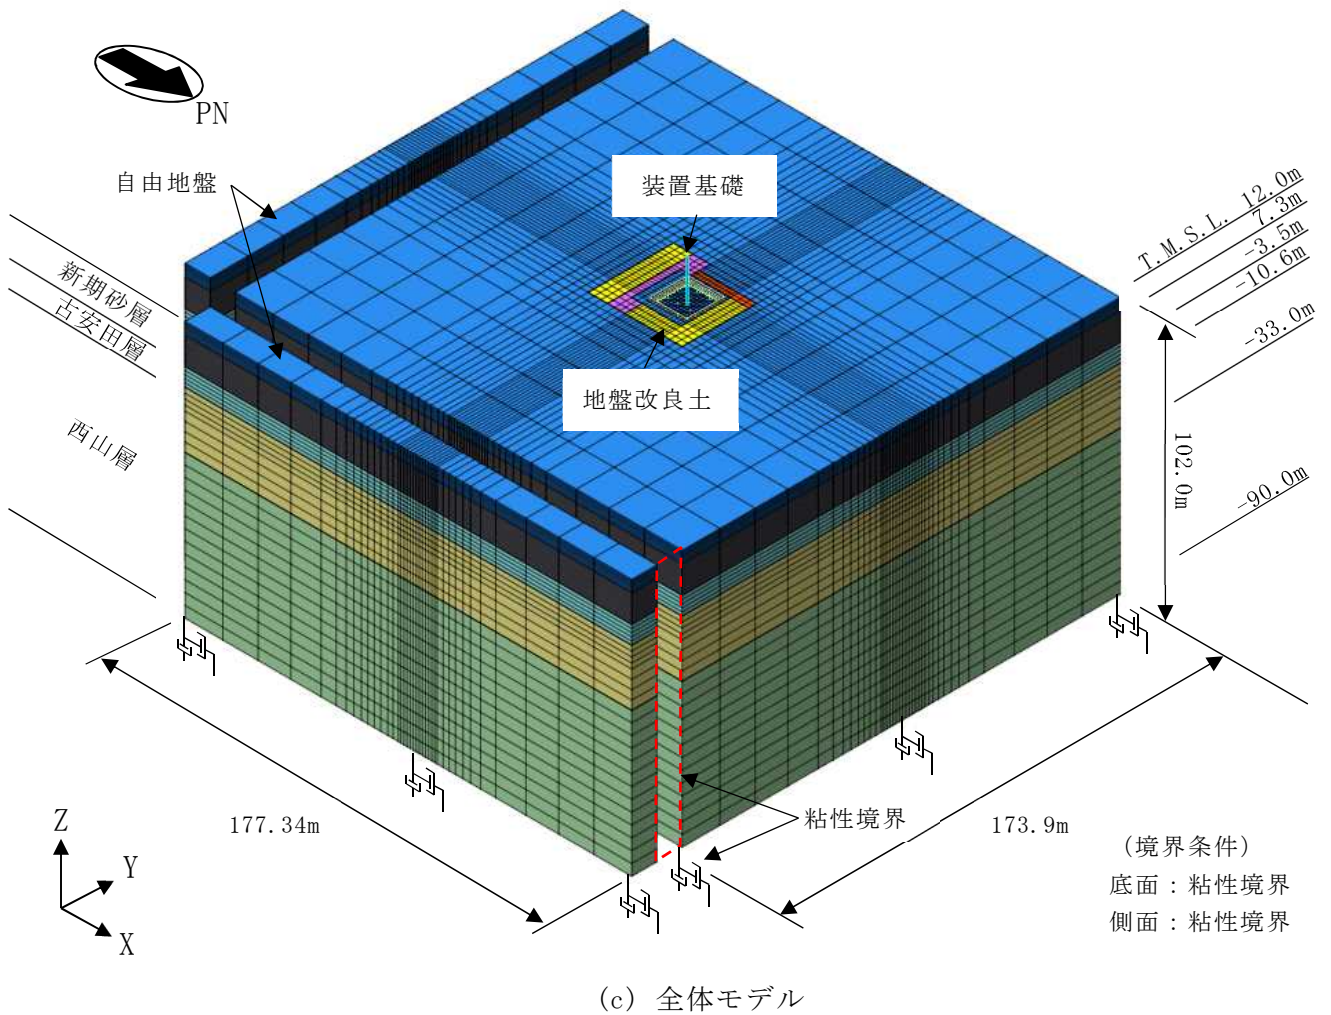 PN
自由地盤
装置基礎
T.M.S.L. 12.0m
7.3m
-3.5m
-10.6m
-33.0m
-90.0m
新期砂層
古安田層
西山層
地盤改良土
102.0m
177.34m
173.9m
粘性境界
Z
Y
X
(境界条件)
底面：粘性境界
側面：粘性境界
(c) 全体モデル